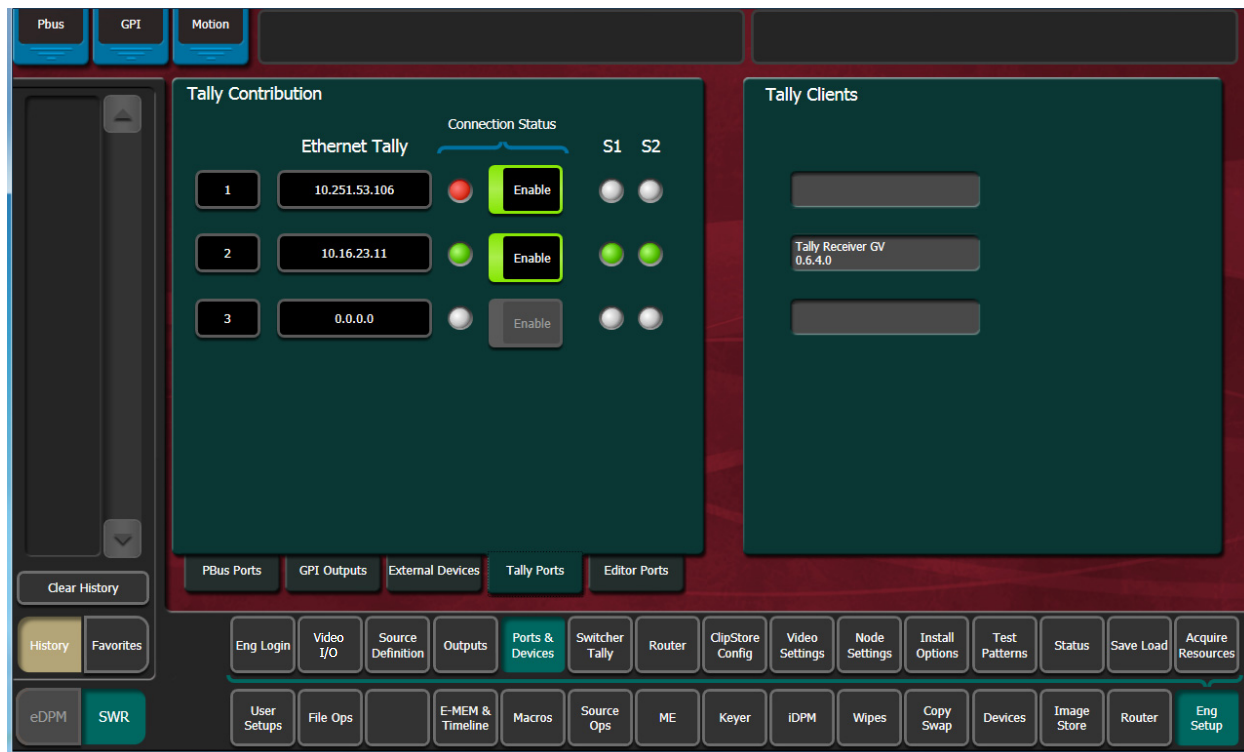 Pbus
GPI
Motion
Tally Contribution
Connection Status
Ethernet Tally
S1 S2
1
10.251.53.106
Enable
2
10.16.23.11
Enable
3
0.0.0.0
Enable
Tally Clients
Tally Receiver GV
0.6.4.0
PBus Ports
GPI Outputs
External Devices
Tally Ports
Editor Ports
Clear History
History
Favorites
Eng Login
Video
I/O
Source
Definition
Outputs
Ports &
Devices
Switcher
Tally
Router
ClipStore
Config
Video
Settings
Node
Settings
Install
Options
Test
Patterns
Status
Save Load
Acquire
Resources
eDPM
SWR
User
Setups
File Ops
E-MEM &
Timeline
Macros
Source
Ops
ME
Keyer
iDPM
Wipes
Copy
Swap
Devices
Image
Store
Router
Eng
Setup